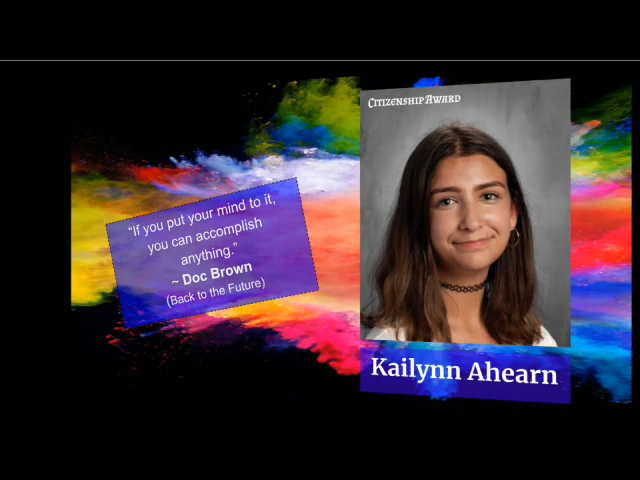 Citizenship Award
“If you put your mind to it,
you can accomplish
anything.”
~ Doc Brown
(Back to the Future)
Kailynn Ahearn